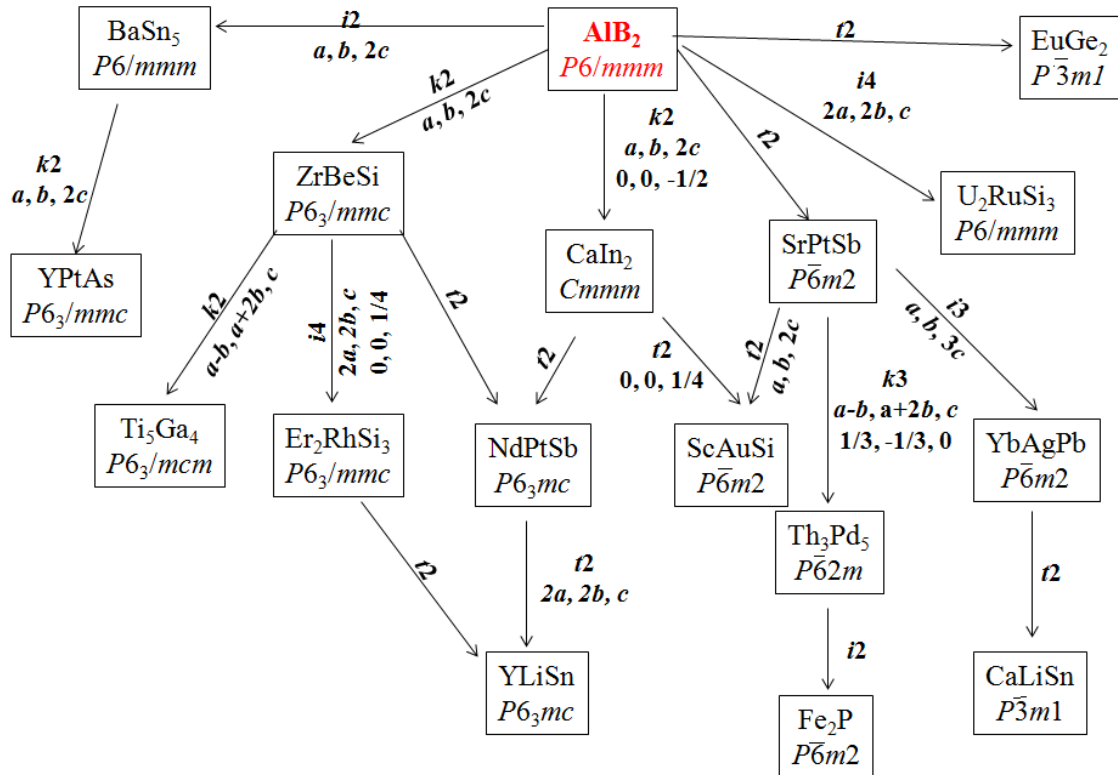 BaSn₅
P6/mmm
i2
a, b, 2c
AlB₂
P6/mmm
t2
EuGe₂
P3̅m1
k2
a, b, 2c
k2
a, b, 2c
0, 0, -1/2
t2
i4
2a, 2b, c
k2
a, b, 2c
ZrBeSi
P6₃/mmc
CaIn₂
Cmmm
SrPtSb
P6̅m2
U₂RuSi₃
P6/mmm
YPtAs
P6₃/mmc
k2
a-b, a+2b, c
i4
2a, 2b, c
0, 0, 1/4
t2
t2
t2
0, 0, 1/4
t2
a, b, 2c
k3
a-b, a+2b, c
1/3, -1/3, 0
i3
a, b, 3c
Ti₅Ga₄
P6₃/mcm
Er₂RhSi₃
P6₃/mmc
NdPtSb
P6₃mc
ScAuSi
P6̅m2
YbAgPb
P6̅m2
Th₃Pd₅
P6̅2m
t2
t2
2a, 2b, c
i2
t2
YLiSn
P6₃mc
Fe₂P
P6̅m2
CaLiSn
P3̅m1